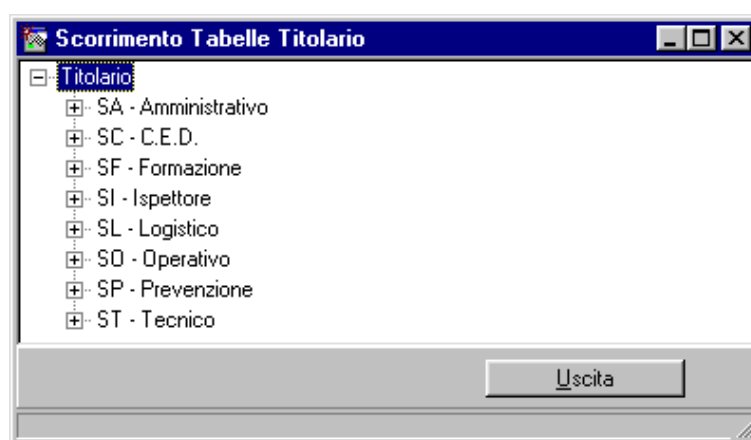 Scorrimento Tabelle Titolario
Titolario
SA - Amministrativo
SC - C.E.D.
SF - Formazione
SI - Ispettore
SL - Logistico
SO - Operativo
SP - Prevenzione
ST - Tecnico
Uscita